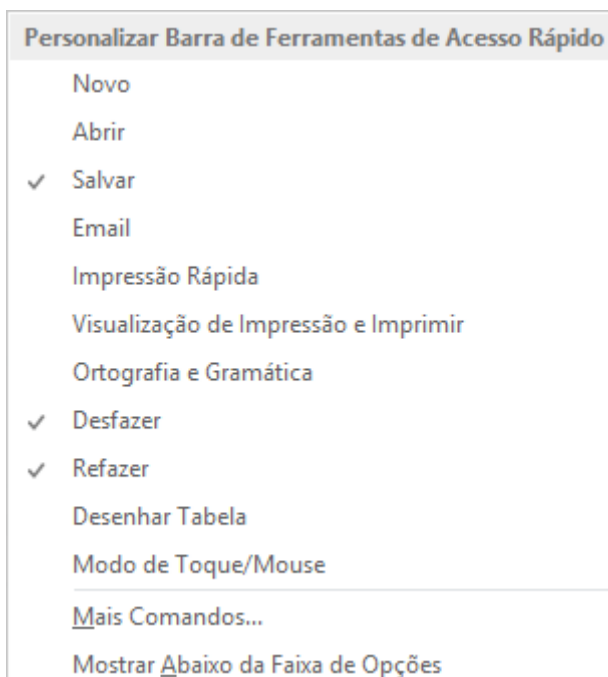 Personalizar Barra de Ferramentas de Acesso Rápido
Novo
Abrir
Salvar
Email
Impressão Rápida
Visualização de Impressão e Imprimir
Ortografia e Gramática
Desfazer
Refazer
Desenhar Tabela
Modo de Toque/Mouse
Mais Comandos...
Mostrar Abaixo da Faixa de Opções